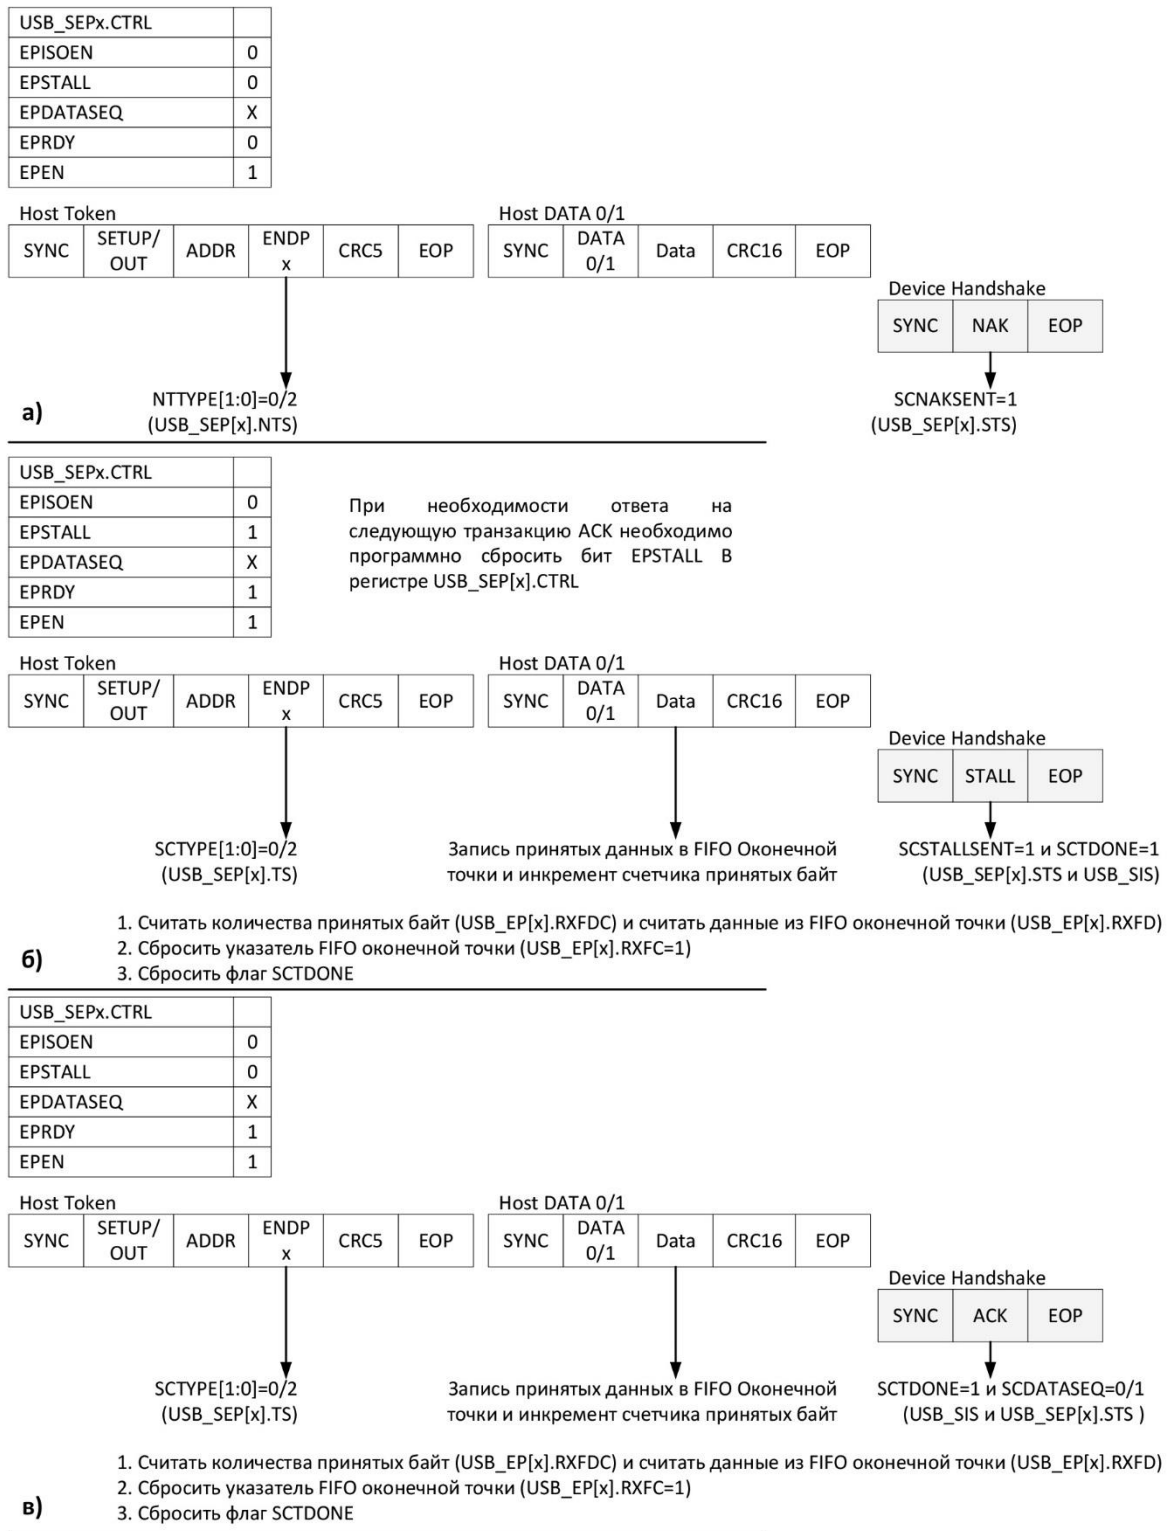 USB_SEPx.CTRL
EPISOEN 0
EPSTALL 0
EPDATASEQ X
EPRDY 0
EPEN 1
Host Token
Host DATA 0/1
SYNC SETUP/OUT ADDR ENDP x CRC5 EOP SYNC DATA 0/1 Data CRC16 EOP
Device Handshake
SYNC NAK EOP
NTTYPE[1:0]=0/2 SCNAKSENT=1
а) (USB_SEP[x].NTS) (USB_SEP[x].STS)
USB_SEPx.CTRL
EPISOEN 0
EPSTALL 1
EPDATASEQ X
EPRDY 1
EPEN 1
При необходимости ответа на
следующую транзакцию ACK необходимо
программно сбросить бит EPSTALL В
регистре USB_SEP[x].CTRL
Host Token
Host DATA 0/1
SYNC SETUP/OUT ADDR ENDP x CRC5 EOP SYNC DATA 0/1 Data CRC16 EOP
Device Handshake
SYNC STALL EOP
SCTYPE[1:0]=0/2 Запись принятых данных в FIFO Оконечной SCSTALLSENT=1 и SCTDONE=1
(USB_SEP[x].TS) точки и инкремент счетчика принятых байт (USB_SEP[x].STS и USB_SIS)
1. Считать количества принятых байт (USB_EP[x].RXFDC) и считать данные из FIFO оконечной точки (USB_EP[x].RXFD)
2. Сбросить указатель FIFO оконечной точки (USB_EP[x].RXFC=1)
б) 3. Сбросить флаг SCTDONE
USB_SEPx.CTRL
EPISOEN 0
EPSTALL 0
EPDATASEQ X
EPRDY 1
EPEN 1
Host Token
Host DATA 0/1
SYNC SETUP/OUT ADDR ENDP x CRC5 EOP SYNC DATA 0/1 Data CRC16 EOP
Device Handshake
SYNC ACK EOP
SCTYPE[1:0]=0/2 Запись принятых данных в FIFO Оконечной SCTDONE=1 и SCDATASEQ=0/1
(USB_SEP[x].TS) точки и инкремент счетчика принятых байт (USB_SIS и USB_SEP[x].STS )
1. Считать количества принятых байт (USB_EP[x].RXFDC) и считать данные из FIFO оконечной точки (USB_EP[x].RXFD)
2. Сбросить указатель FIFO оконечной точки (USB_EP[x].RXFC=1)
в) 3. Сбросить флаг SCTDONE